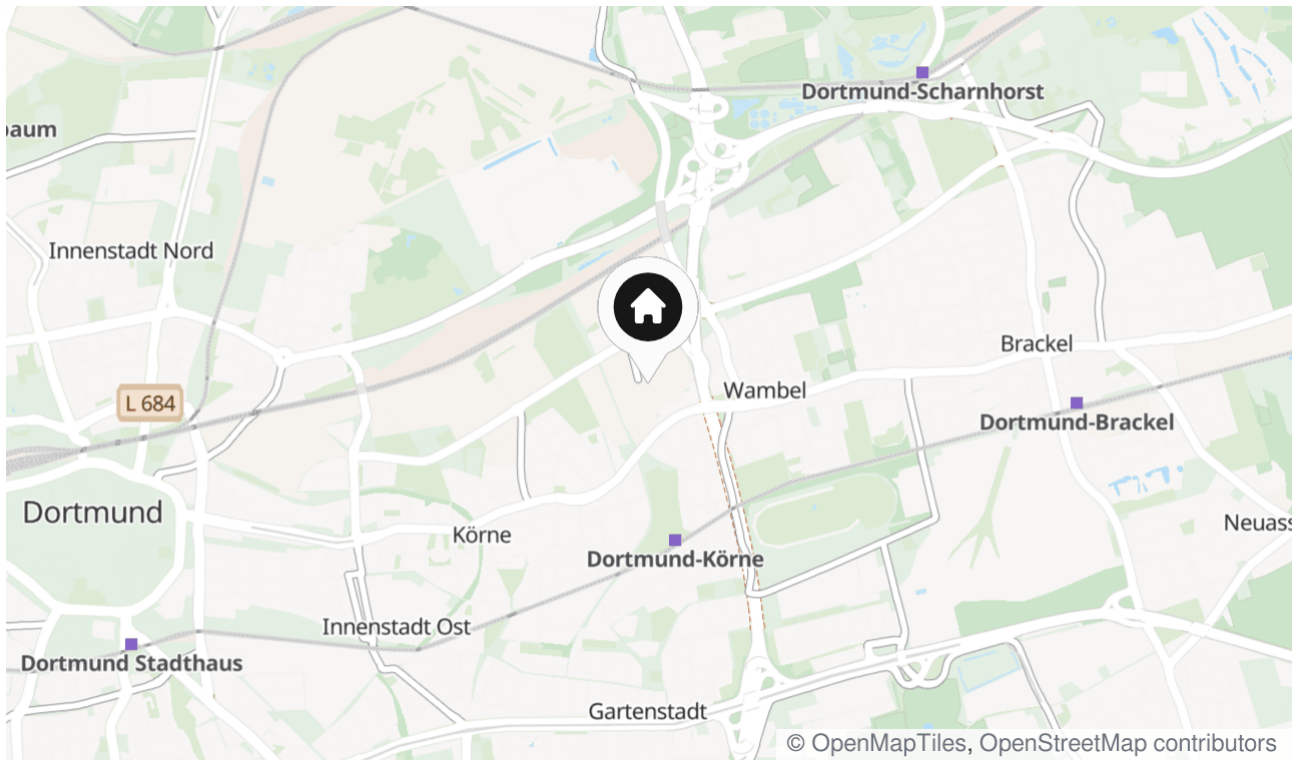 Dortmund-Scharnhorst
baum
Innenstadt Nord
Brackel
Wambel
L 684
Dortmund-Brackel
Dortmund
Neuass
Körne
Dortmund-Körne
Innenstadt Ost
Dortmund Stadthaus
Gartenstadt
© OpenMapTiles, OpenStreetMap contributors